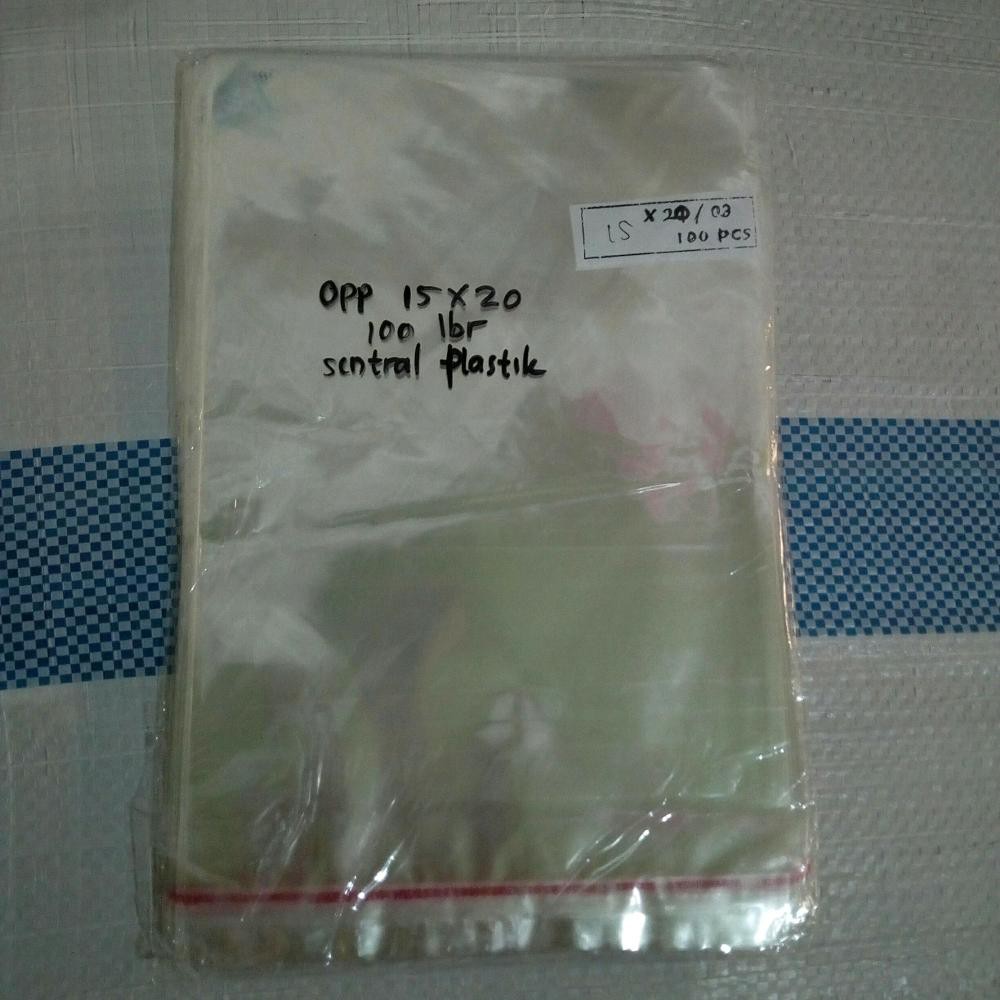 15 X 20 / 03
100 PCS
OPP 15 X 20
100 lbr
sentral plastik